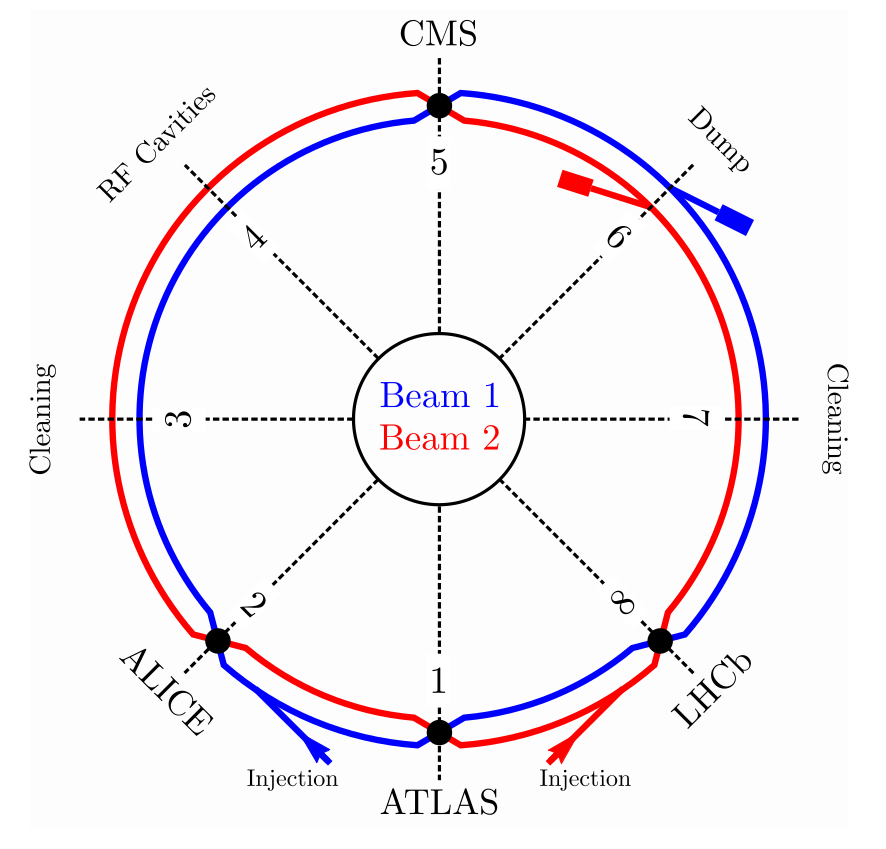 CMS
RF Cavities
Dump
5
4
6
Cleaning
3
Beam 1
Beam 2
7
Cleaning
2
8
ALICE
1
LHCb
Injection
Injection
ATLAS